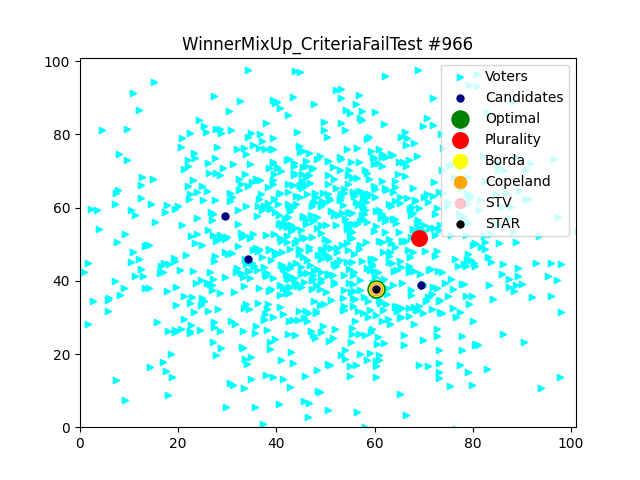 WinnerMixUp_CriteriaFailTest #966
100
80
60
40
20
0
0 20 40 60 80 100
Voters
Candidates
Optimal
Plurality
Borda
Copeland
STV
STAR